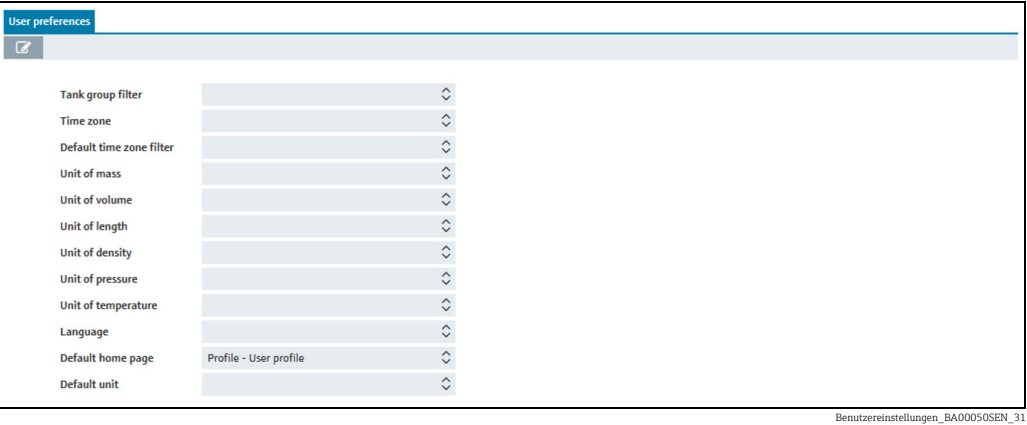 User preferences
Tank group filter
Time zone
Default time zone filter
Unit of mass
Unit of volume
Unit of length
Unit of density
Unit of pressure
Unit of temperature
Language
Default home page Profile - User profile
Default unit
Benutzereinstellungen_BA00050SEN_31